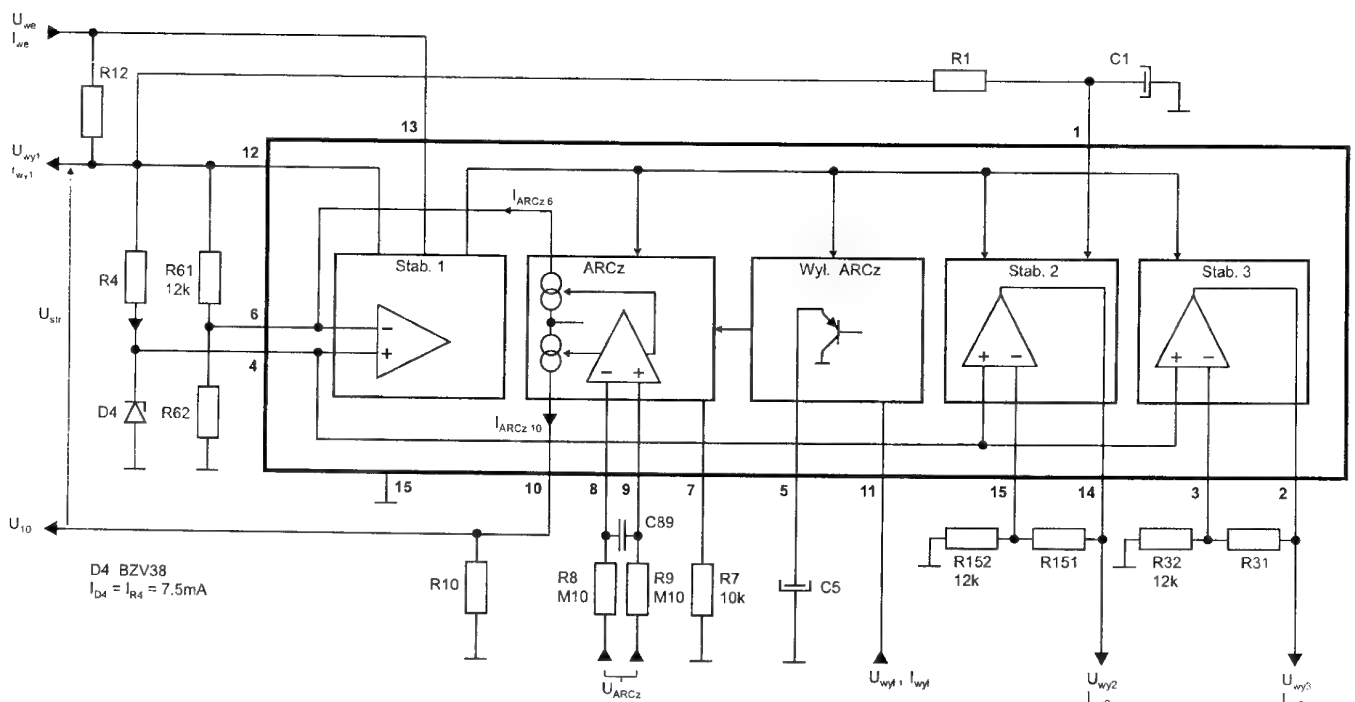 U_we
I_we
R12
R1
C1
13
1
U_wy1
I_wy1
12
I_ARCz 6
Stab. 1
ARCz
Wył. ARCz
Stab. 2
Stab. 3
R4
R61
12k
U_str
6
4
− +
− +
+ −
+ −
D4
R62
I_ARCz 10
15
10
8
9
7
5
11
15
14
3
2
U_10
C89
D4 BZV38
I_D4 = I_R4 = 7.5mA
R10
R8
M10
R9
M10
R7
10k
C5
R152
12k
R151
R32
12k
R31
U_ARCz
U_wył , I_wył
U_wy2
U_wy3